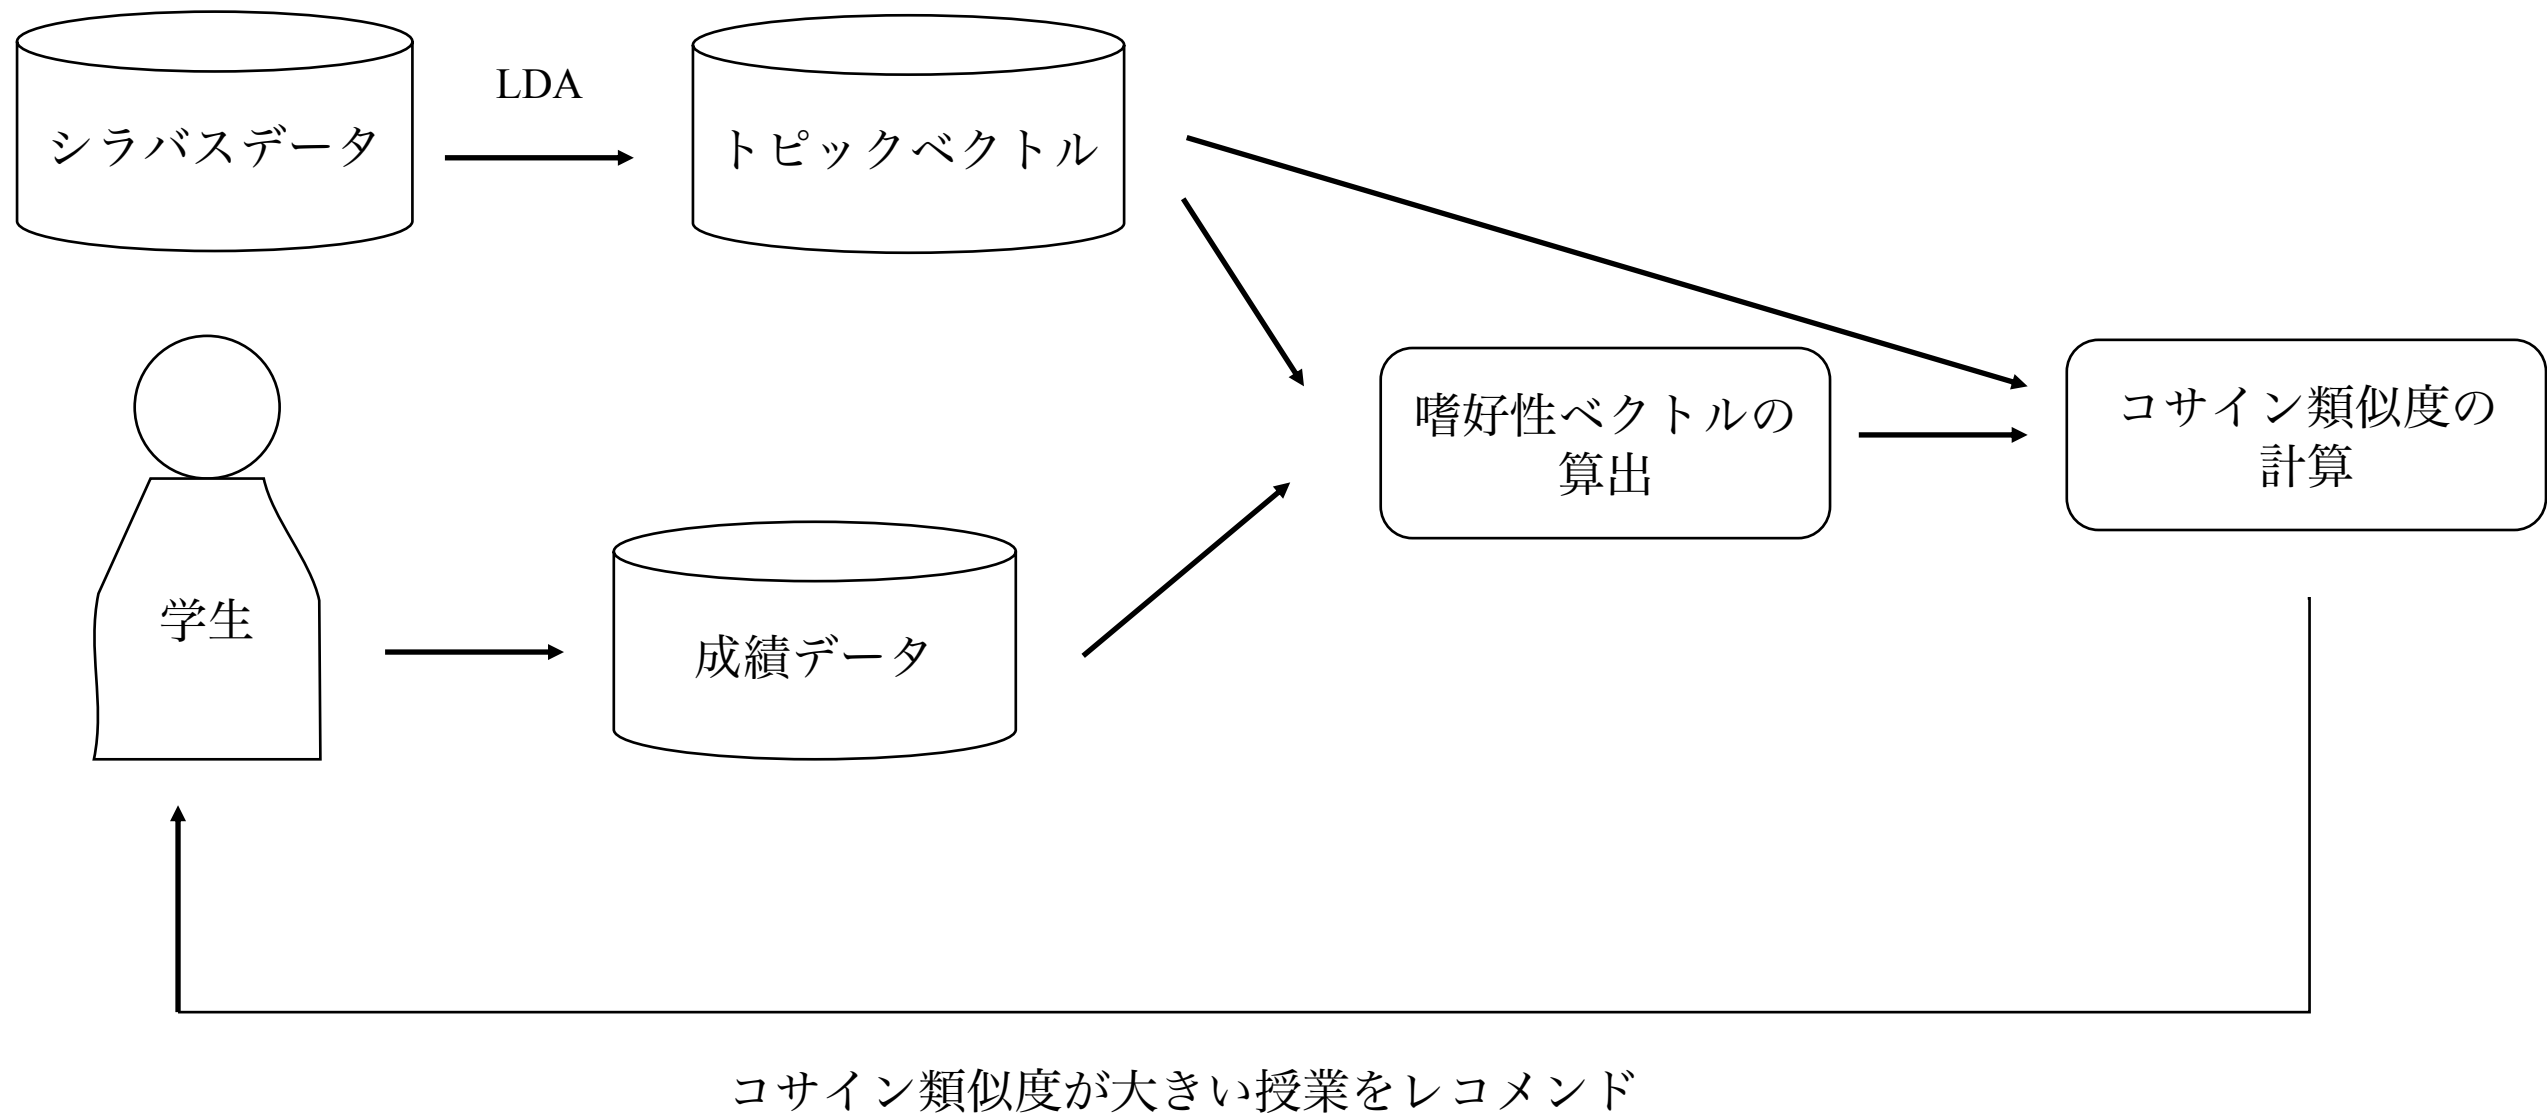 シラバスデータ
LDA
トピックベクトル
学生
成績データ
嗜好性ベクトルの
算出
コサイン類似度の
計算
コサイン類似度が大きい授業をレコメンド